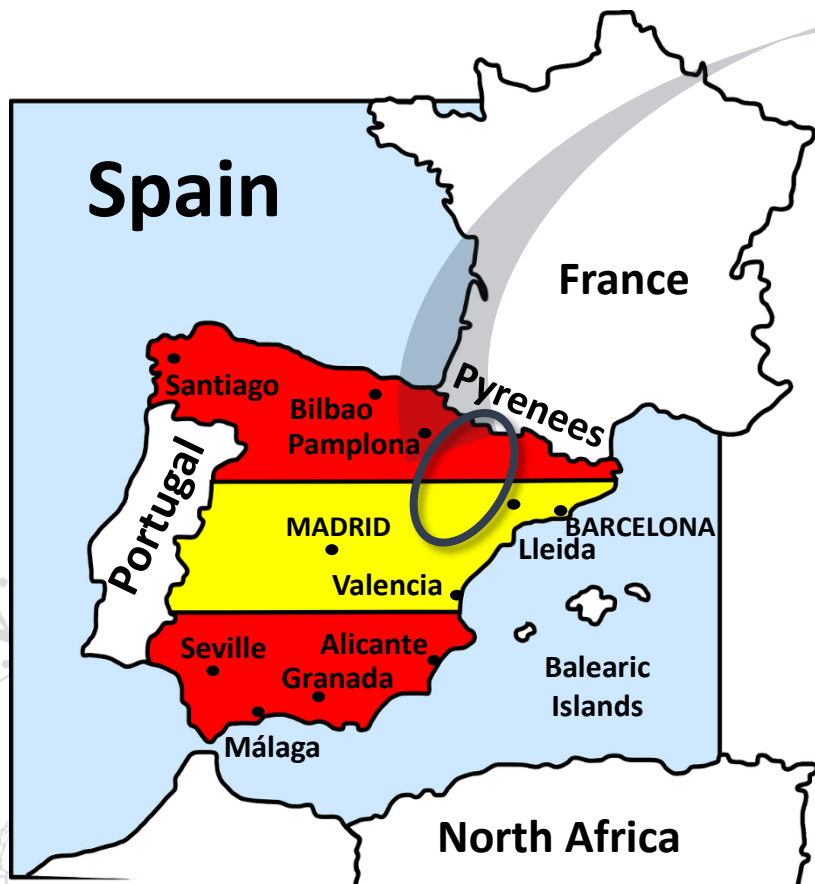 Spain
France
Pyrenees
Santiago
Bilbao
Pamplona
Portugal
MADRID
BARCELONA
Lleida
Valencia
Seville
Alicante
Granada
Balearic
Islands
Málaga
North Africa